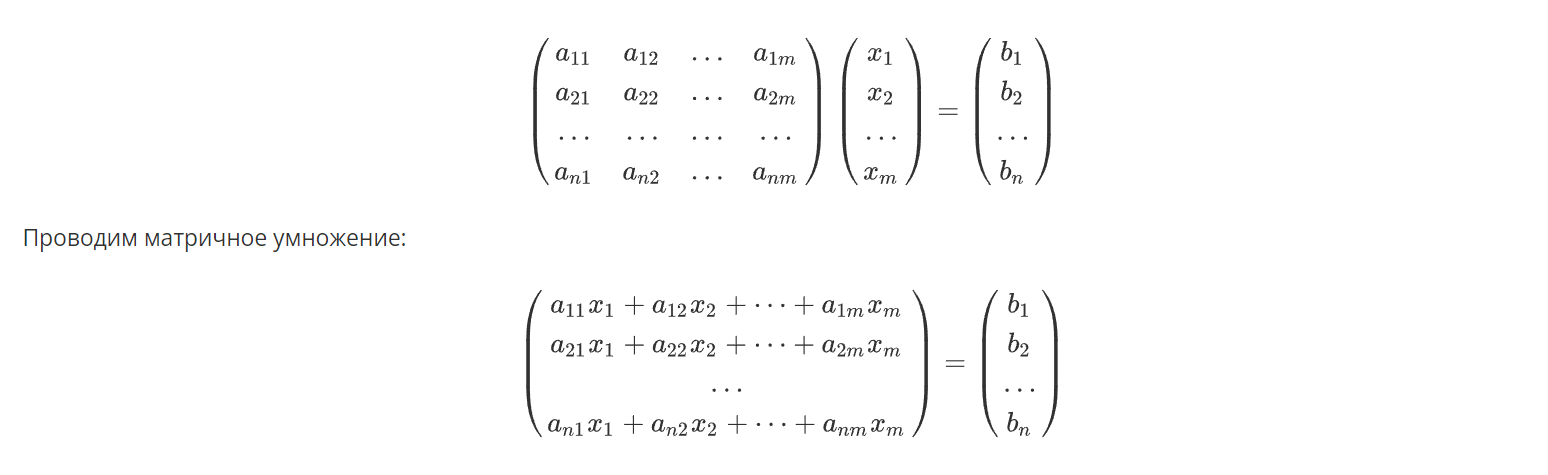 a11 a12 ... a1m x1 b1
a21 a22 ... a2m x2 = b2
... ... ... ... ... ...
an1 an2 ... anm xm bn
Проводим матричное умножение:
a11x1 + a12x2 + ··· + a1mxm b1
a21x1 + a22x2 + ··· + a2mxm = b2
... ...
an1x1 + an2x2 + ··· + anmxm bn